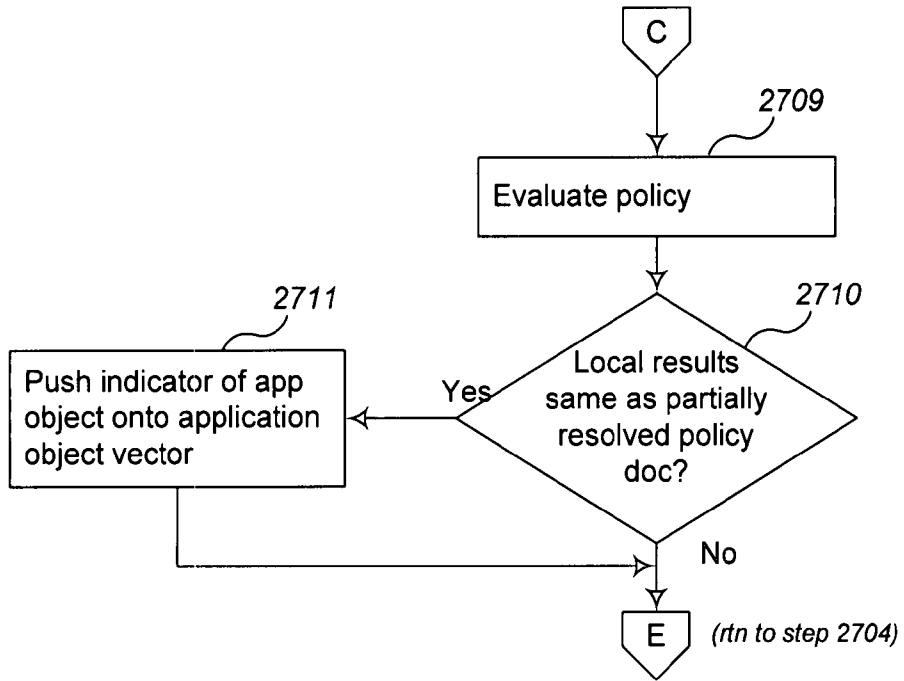 C
2709
Evaluate policy
2710
2711
Local results
same as partially
resolved policy
doc?
Yes
Push indicator of app
object onto application
object vector
No
E
(rtn to step 2704)